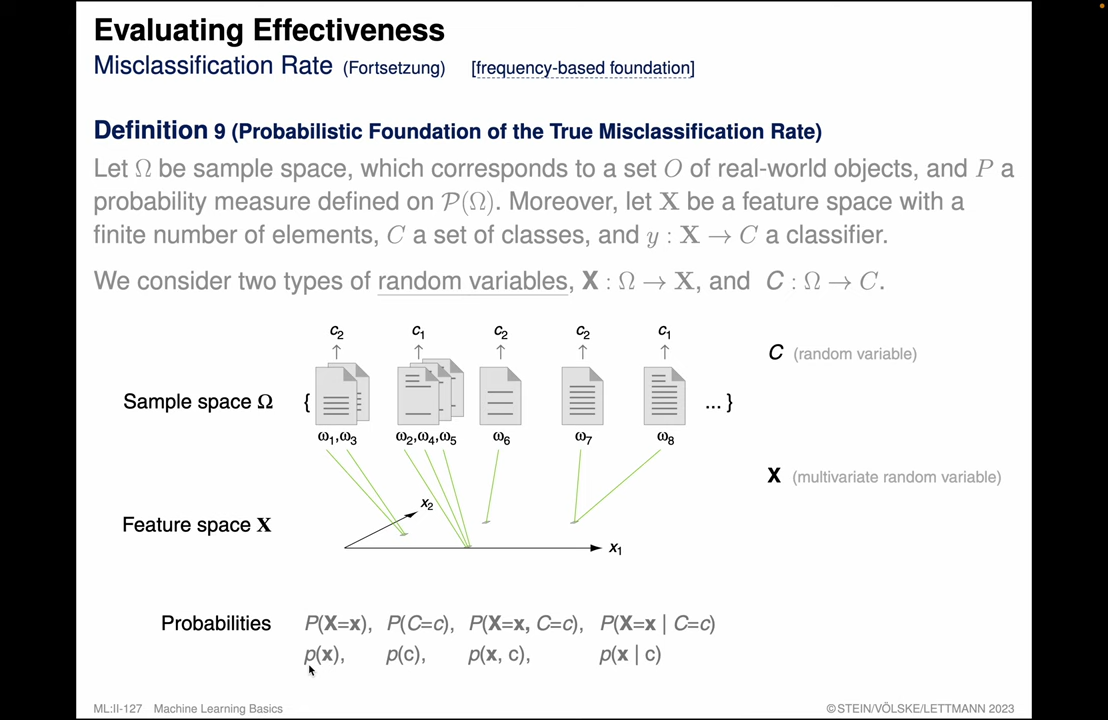 Evaluating Effectiveness
Misclassification Rate (Fortsetzung) [frequency-based foundation]
Definition 9 (Probabilistic Foundation of the True Misclassification Rate)
Let Ω be sample space, which corresponds to a set O of real-world objects, and P a
probability measure defined on 𝒫(Ω). Moreover, let X be a feature space with a
finite number of elements, C a set of classes, and y : X → C a classifier.
We consider two types of random variables, X : Ω → X, and C : Ω → C.
c₂ c₁ c₂ c₂ c₁
C (random variable)
Sample space Ω { ... }
ω₁,ω₃ ω₂,ω₄,ω₅ ω₆ ω₇ ω₈
X (multivariate random variable)
x₂
Feature space X
x₁
Probabilities P(X=x), P(C=c), P(X=x, C=c), P(X=x | C=c)
p(x), p(c), p(x, c), p(x | c)
ML:II-127 Machine Learning Basics © STEIN/VÖLSKE/LETTMANN 2023